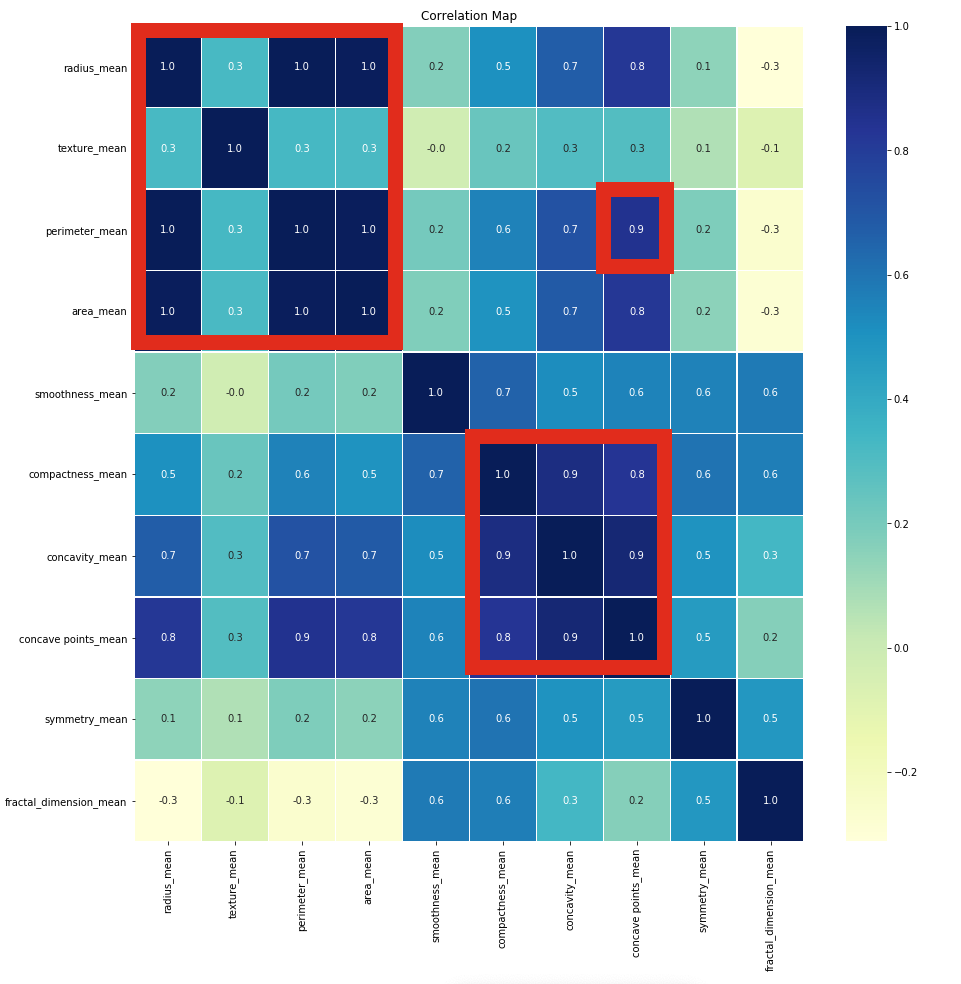 Correlation Map
radius_mean 1.0 0.3 1.0 1.0 0.2 0.5 0.7 0.8 0.1 -0.3
texture_mean 0.3 1.0 0.3 0.3 -0.0 0.2 0.3 0.3 0.1 -0.1
perimeter_mean 1.0 0.3 1.0 1.0 0.2 0.6 0.7 0.9 0.2 -0.3
area_mean 1.0 0.3 1.0 1.0 0.2 0.5 0.7 0.8 0.2 -0.3
smoothness_mean 0.2 -0.0 0.2 0.2 1.0 0.7 0.5 0.6 0.6 0.6
compactness_mean 0.5 0.2 0.6 0.5 0.7 1.0 0.9 0.8 0.6 0.6
concavity_mean 0.7 0.3 0.7 0.7 0.5 0.9 1.0 0.9 0.5 0.3
concave points_mean 0.8 0.3 0.9 0.8 0.6 0.8 0.9 1.0 0.5 0.2
symmetry_mean 0.1 0.1 0.2 0.2 0.6 0.6 0.5 0.5 1.0 0.5
fractal_dimension_mean -0.3 -0.1 -0.3 -0.3 0.6 0.6 0.3 0.2 0.5 1.0
radius_mean
texture_mean
perimeter_mean
area_mean
smoothness_mean
compactness_mean
concavity_mean
concave points_mean
symmetry_mean
fractal_dimension_mean
1.0
0.8
0.6
0.4
0.2
0.0
−0.2